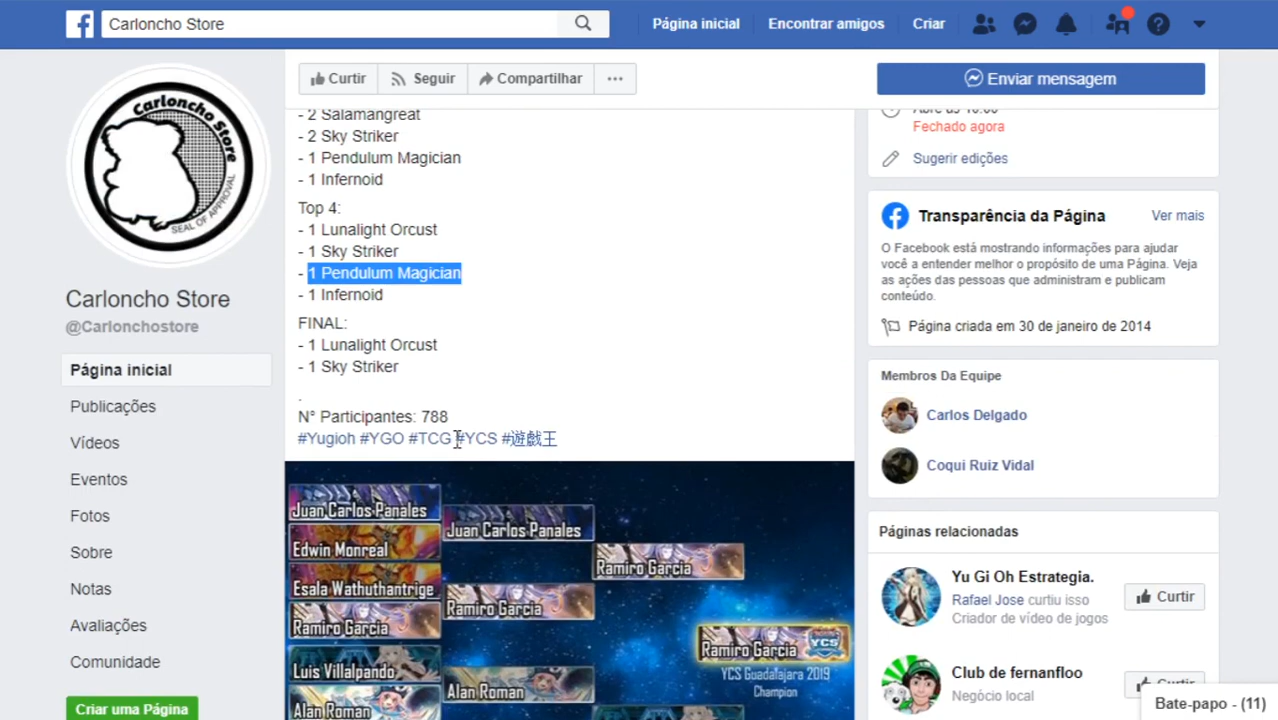 Carloncho Store
Página inicial
Encontrar amigos
Criar
Carloncho Store
SEAL OF APPROVAL
Carloncho Store
@Carlonchostore
Página inicial
Publicações
Vídeos
Eventos
Fotos
Sobre
Notas
Avaliações
Comunidade
Criar uma Página
Curtir
Seguir
Compartilhar
Enviar mensagem
- 2 Salamangreat
- 2 Sky Striker
- 1 Pendulum Magician
- 1 Infernoid
Top 4:
- 1 Lunalight Orcust
- 1 Sky Striker
- 1 Pendulum Magician
- 1 Infernoid
FINAL:
- 1 Lunalight Orcust
- 1 Sky Striker
.
N° Participantes: 788
#Yugioh #YGO #TCG #YCS #遊戯王
Juan Carlos Panales
Edwin Monreal
Esala Wathuthantrige
Ramiro Garcia
Luis Villalpando
Alan Roman
Juan Carlos Panales
Ramiro Garcia
Alan Roman
Ramiro Garcia
Ramiro Garcia
YCS
YCS Guadalajara 2019
Champion
Fechado agora
Sugerir edições
Transparência da Página
Ver mais
O Facebook está mostrando informações para ajudar
você a entender melhor o propósito de uma Página. Veja
as ações das pessoas que administram e publicam
conteúdo.
Página criada em 30 de janeiro de 2014
Membros Da Equipe
Carlos Delgado
Coqui Ruiz Vidal
Páginas relacionadas
Yu Gi Oh Estrategia.
Rafael Jose curtiu isso
Criador de vídeo de jogos
Curtir
Club de fernanfloo
Negócio local
Curtir
Bate-papo - (11)